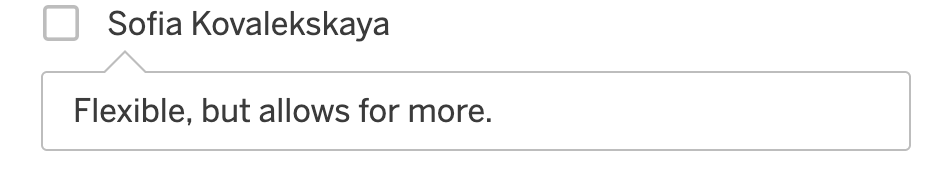 Sofia Kovalekskaya
Flexible, but allows for more.